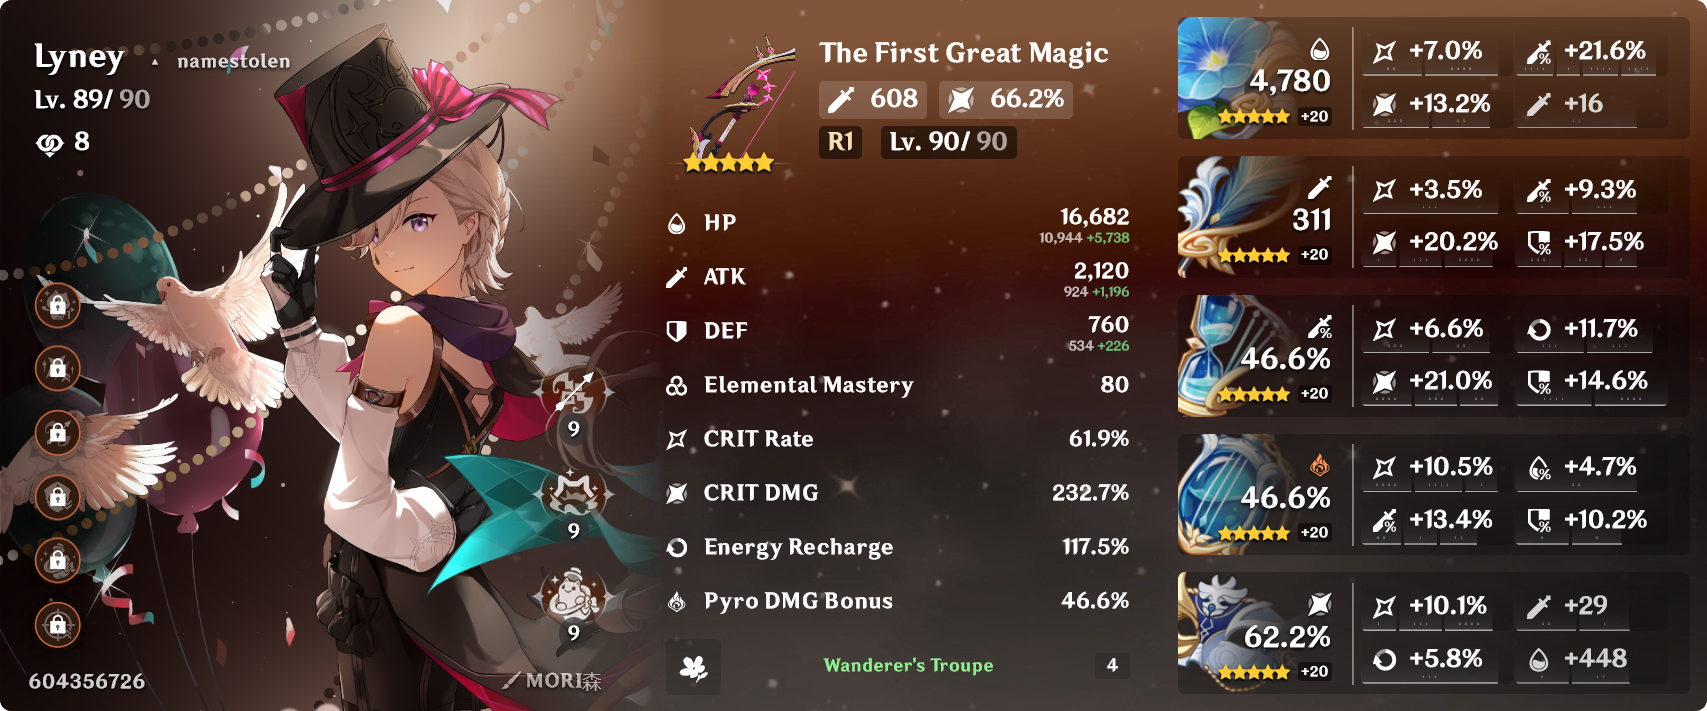 Lyney • namestolen
Lv. 89/ 90
8
9
9
9
604356726
MORI森
The First Great Magic
608 66.2%
R1 Lv. 90/ 90
HP 16,682
10,944 +5,738
ATK 2,120
924 +1,196
DEF 760
534 +226
Elemental Mastery 80
CRIT Rate 61.9%
CRIT DMG 232.7%
Energy Recharge 117.5%
Pyro DMG Bonus 46.6%
Wanderer's Troupe 4
4,780
+20
+7.0% +21.6%
+13.2% +16
311
+20
+3.5% +9.3%
+20.2% +17.5%
46.6%
+20
+6.6% +11.7%
+21.0% +14.6%
46.6%
+20
+10.5% +4.7%
+13.4% +10.2%
62.2%
+20
+10.1% +29
+5.8% +448